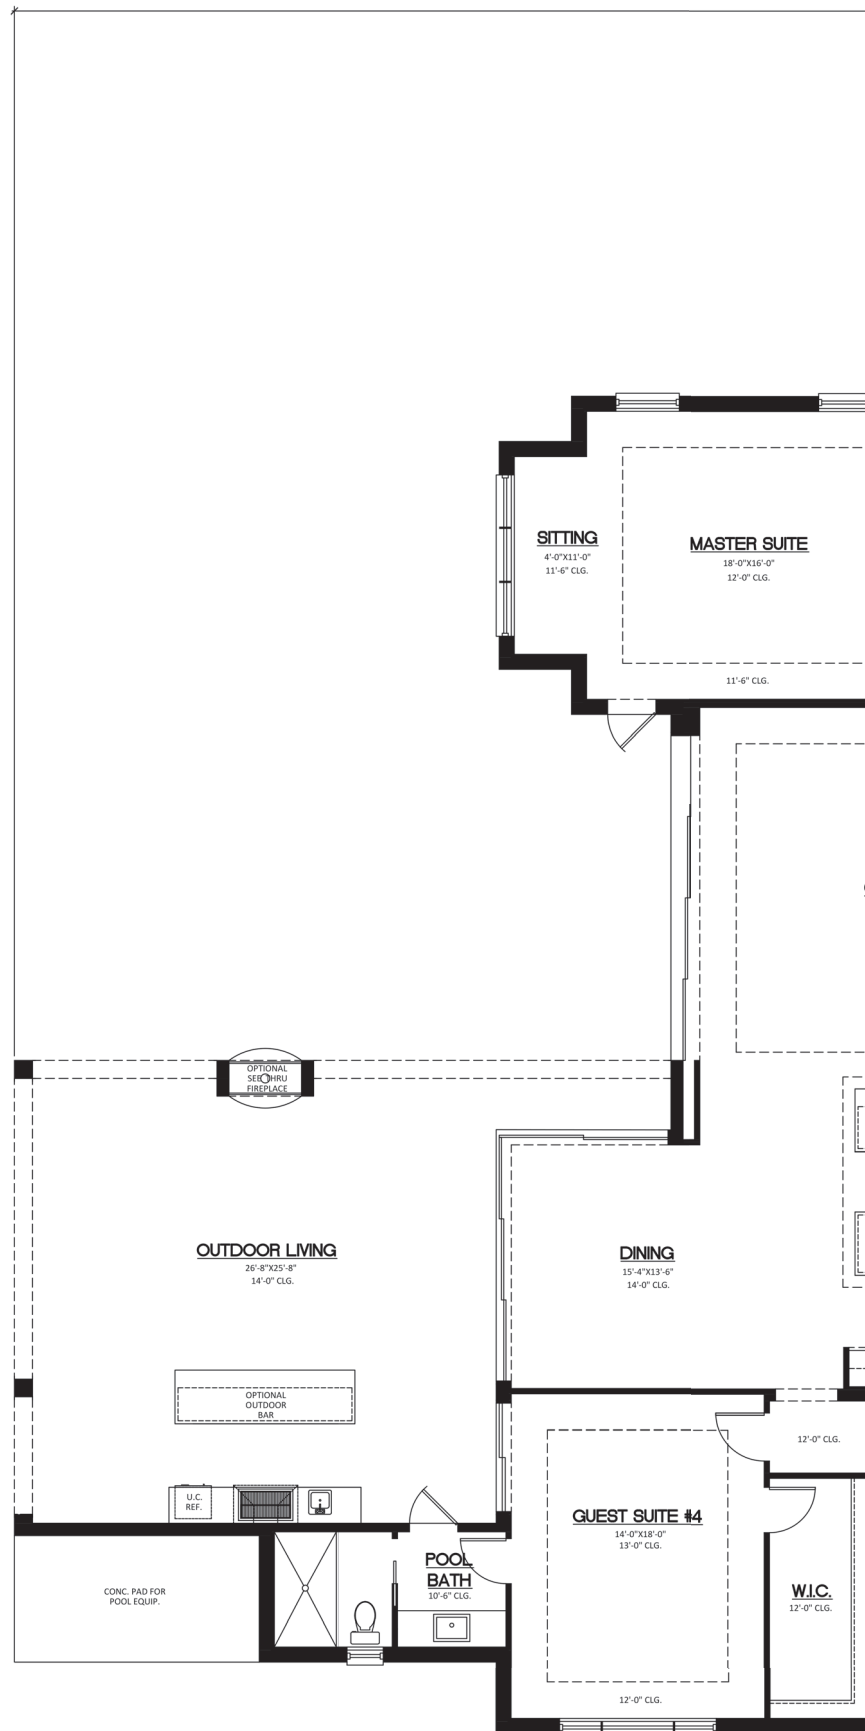 SITTING
4'-0"X11'-0"
11'-6" CLG.
MASTER SUITE
18'-0"X16'-0"
12'-0" CLG.
11'-6" CLG.
OPTIONAL
SEE THRU
FIREPLACE
OUTDOOR LIVING
26'-8"X25'-8"
14'-0" CLG.
DINING
15'-4"X13'-6"
14'-0" CLG.
OPTIONAL
OUTDOOR
BAR
12'-0" CLG.
U.C.
REF.
GUEST SUITE #4
14'-0"X18'-0"
13'-0" CLG.
POOL
BATH
10'-6" CLG.
CONC. PAD FOR
POOL EQUIP.
W.I.C.
12'-0" CLG.
12'-0" CLG.